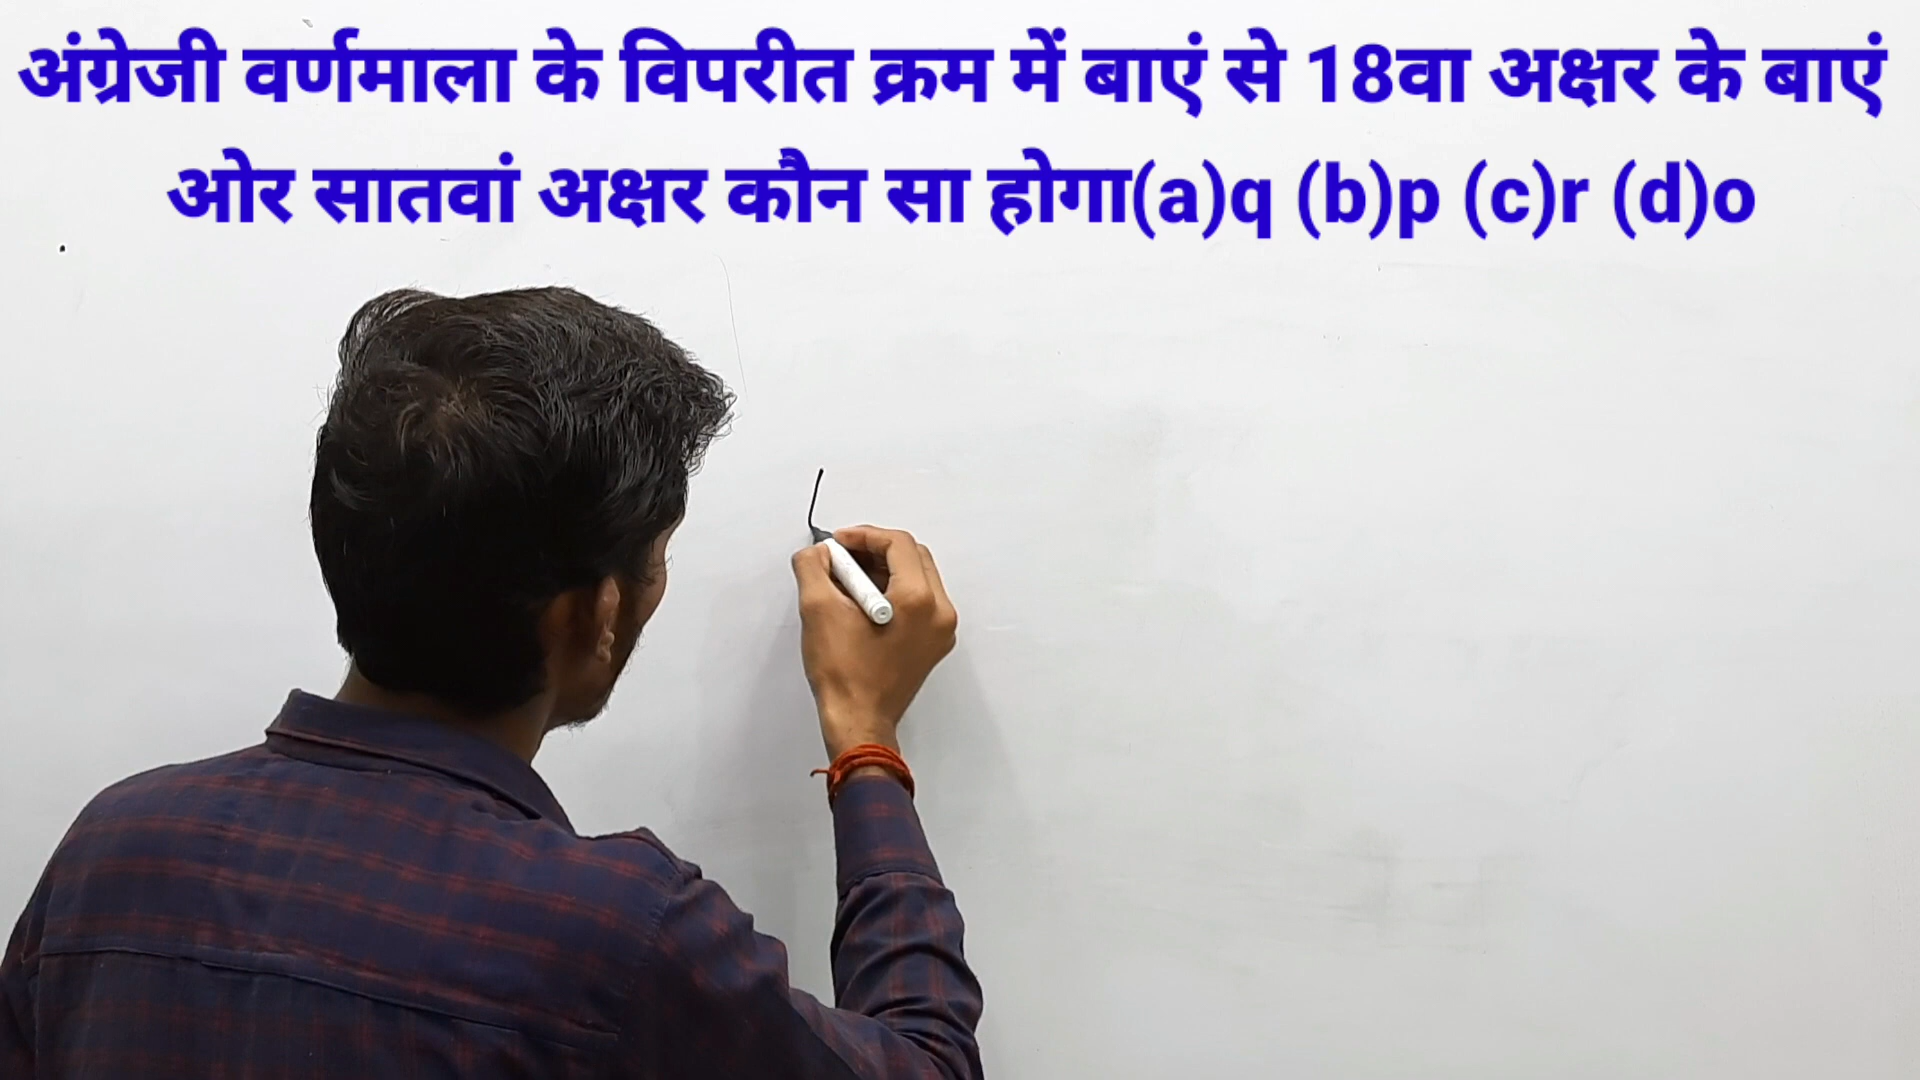 अंग्रेजी वर्णमाला के विपरीत क्रम में बाएं से 18वा अक्षर के बाएं
ओर सातवां अक्षर कौन सा होगा(a)q (b)p (c)r (d)o